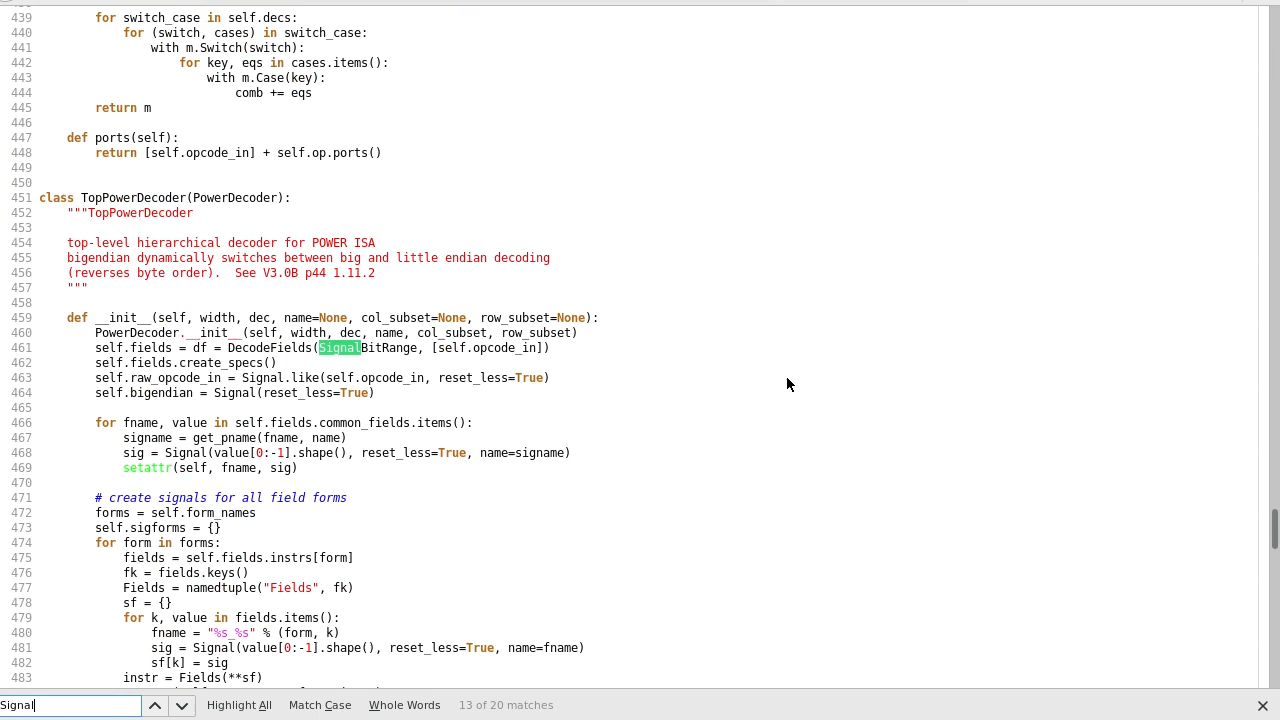 439         for switch_case in self.decs:
440             for (switch, cases) in switch_case:
441                 with m.Switch(switch):
442                     for key, eqs in cases.items():
443                         with m.Case(key):
444                             comb += eqs
445         return m
446
447     def ports(self):
448         return [self.opcode_in] + self.op.ports()
449
450
451 class TopPowerDecoder(PowerDecoder):
452     """TopPowerDecoder
453
454     top-level hierarchical decoder for POWER ISA
455     bigendian dynamically switches between big and little endian decoding
456     (reverses byte order).  See V3.0B p44 1.11.2
457     """
458
459     def __init__(self, width, dec, name=None, col_subset=None, row_subset=None):
460         PowerDecoder.__init__(self, width, dec, name, col_subset, row_subset)
461         self.fields = df = DecodeFields(SignalBitRange, [self.opcode_in])
462         self.fields.create_specs()
463         self.raw_opcode_in = Signal.like(self.opcode_in, reset_less=True)
464         self.bigendian = Signal(reset_less=True)
465
466         for fname, value in self.fields.common_fields.items():
467             signame = get_pname(fname, name)
468             sig = Signal(value[0:-1].shape(), reset_less=True, name=signame)
469             setattr(self, fname, sig)
470
471         # create signals for all field forms
472         forms = self.form_names
473         self.sigforms = {}
474         for form in forms:
475             fields = self.fields.instrs[form]
476             fk = fields.keys()
477             Fields = namedtuple("Fields", fk)
478             sf = {}
479             for k, value in fields.items():
480                 fname = "%s_%s" % (form, k)
481                 sig = Signal(value[0:-1].shape(), reset_less=True, name=fname)
482                 sf[k] = sig
483             instr = Fields(**sf)
Signal Highlight All Match Case Whole Words 13 of 20 matches